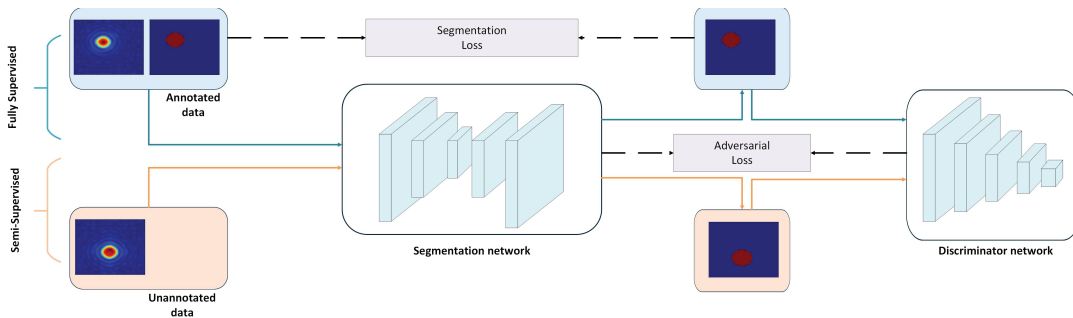 Fully Supervised
Semi-Supervised
Annotated
data
Segmentation
Loss
Adversarial
Loss
Segmentation network
Discriminator network
Unannotated
data